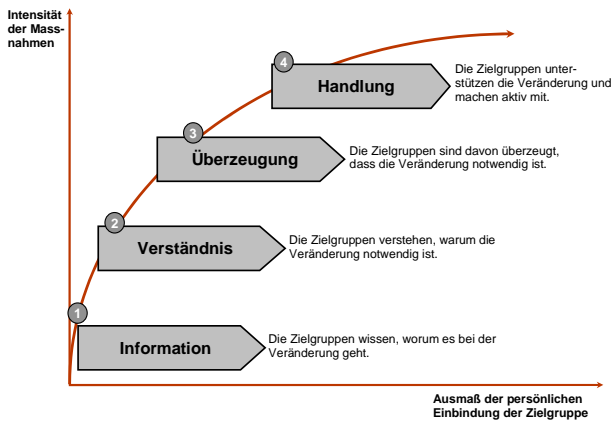 Intensität
der Mass-
nahmen
4
Handlung
Die Zielgruppen unter-
stützen die Veränderung und
machen aktiv mit.
3
Überzeugung
Die Zielgruppen sind davon überzeugt,
dass die Veränderung notwendig ist.
2
Verständnis
Die Zielgruppen verstehen, warum die
Veränderung notwendig ist.
1
Information
Die Zielgruppen wissen, worum es bei der
Veränderung geht.
Ausmaß der persönlichen
Einbindung der Zielgruppe